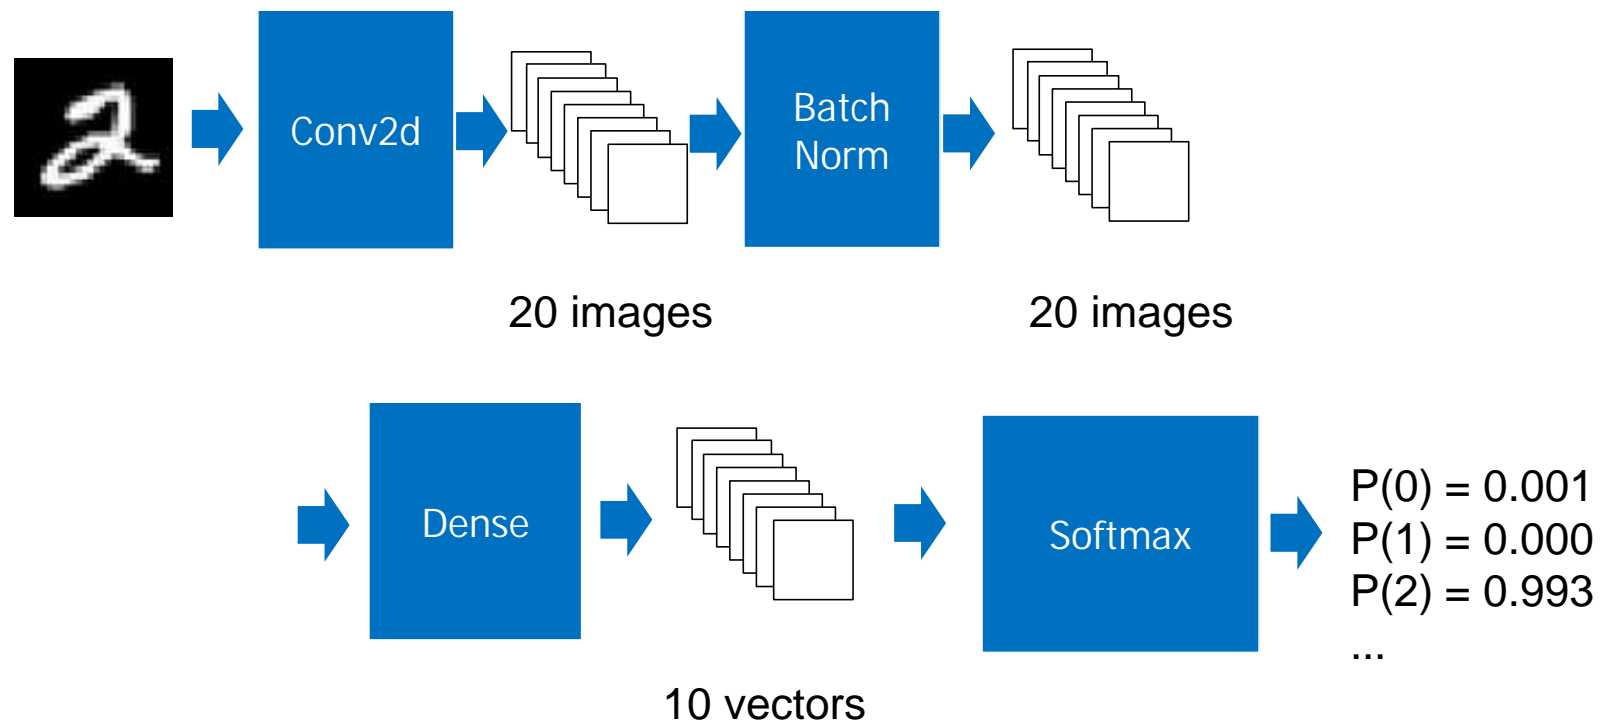 Conv2d
Batch
Norm
20 images
20 images
Dense
Softmax
P(0) = 0.001
P(1) = 0.000
P(2) = 0.993
...
10 vectors